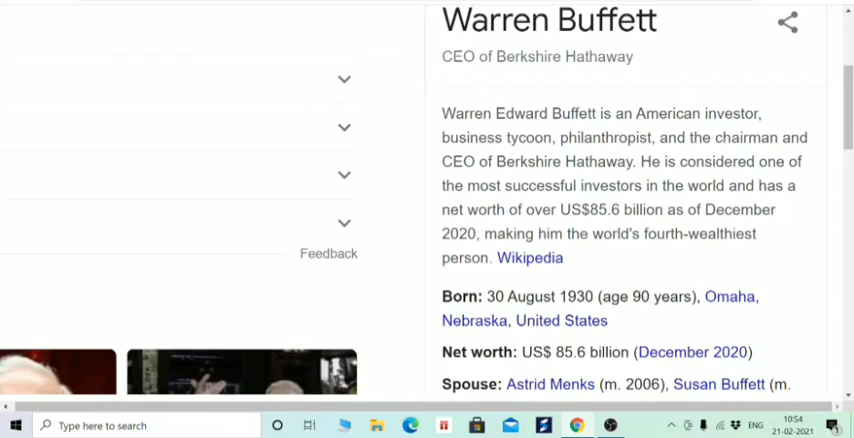 Warren Buffett
CEO of Berkshire Hathaway
Warren Edward Buffett is an American investor,
business tycoon, philanthropist, and the chairman and
CEO of Berkshire Hathaway. He is considered one of
the most successful investors in the world and has a
net worth of over US$85.6 billion as of December
2020, making him the world's fourth-wealthiest
person. Wikipedia
Feedback
Born: 30 August 1930 (age 90 years), Omaha,
Nebraska, United States
Net worth: US$ 85.6 billion (December 2020)
Spouse: Astrid Menks (m. 2006), Susan Buffett (m.
Type here to search
ENG
10:54
21-02-2021